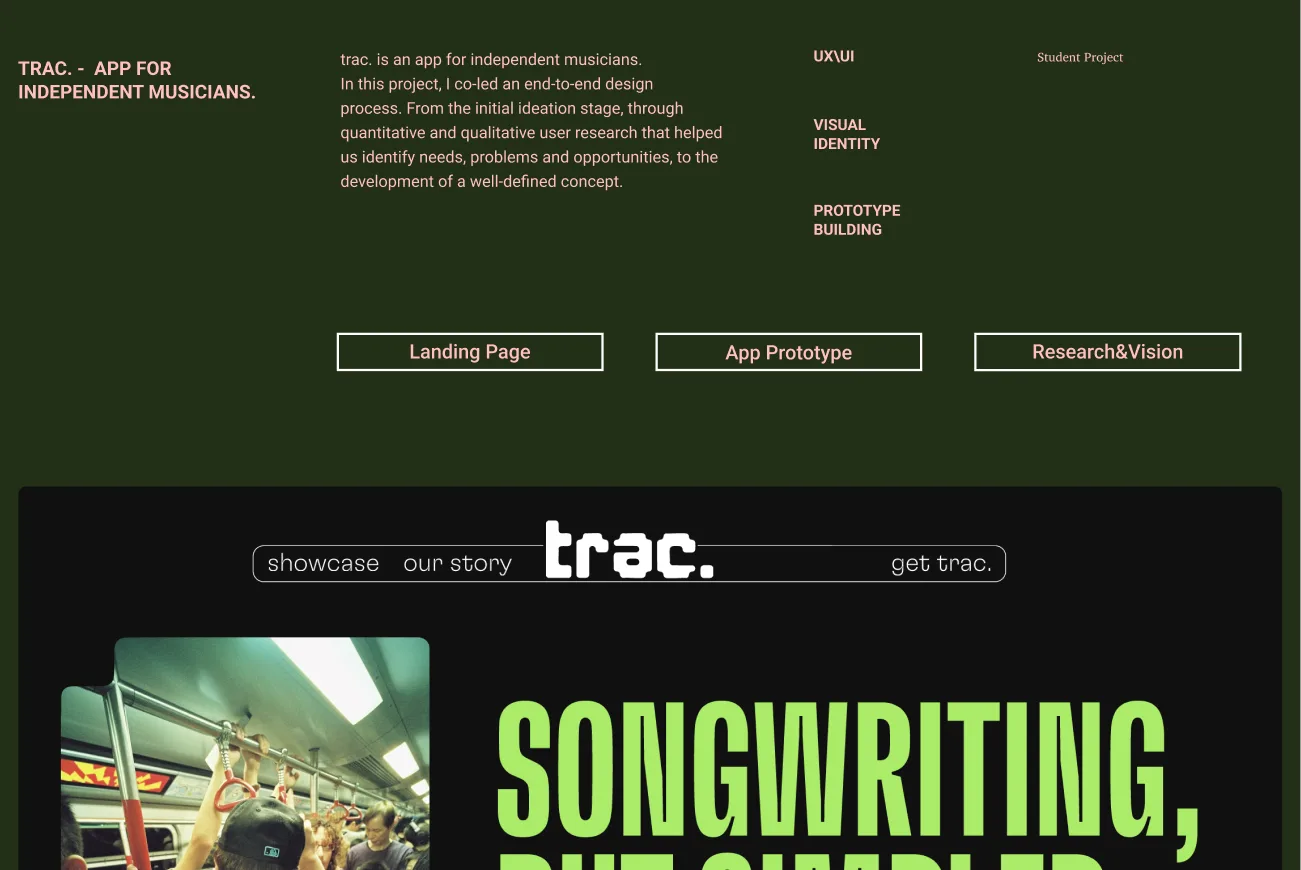 TRAC. - APP FOR
INDEPENDENT MUSICIANS.
trac. is an app for independent musicians.
In this project, I co-led an end-to-end design
process. From the initial ideation stage, through
quantitative and qualitative user research that helped
us identify needs, problems and opportunities, to the
development of a well-defined concept.
UX\UI
VISUAL
IDENTITY
PROTOTYPE
BUILDING
Student Project
Landing Page
App Prototype
Research&Vision
showcase our story trac. get trac.
SONGWRITING,
BUT SIMPLER